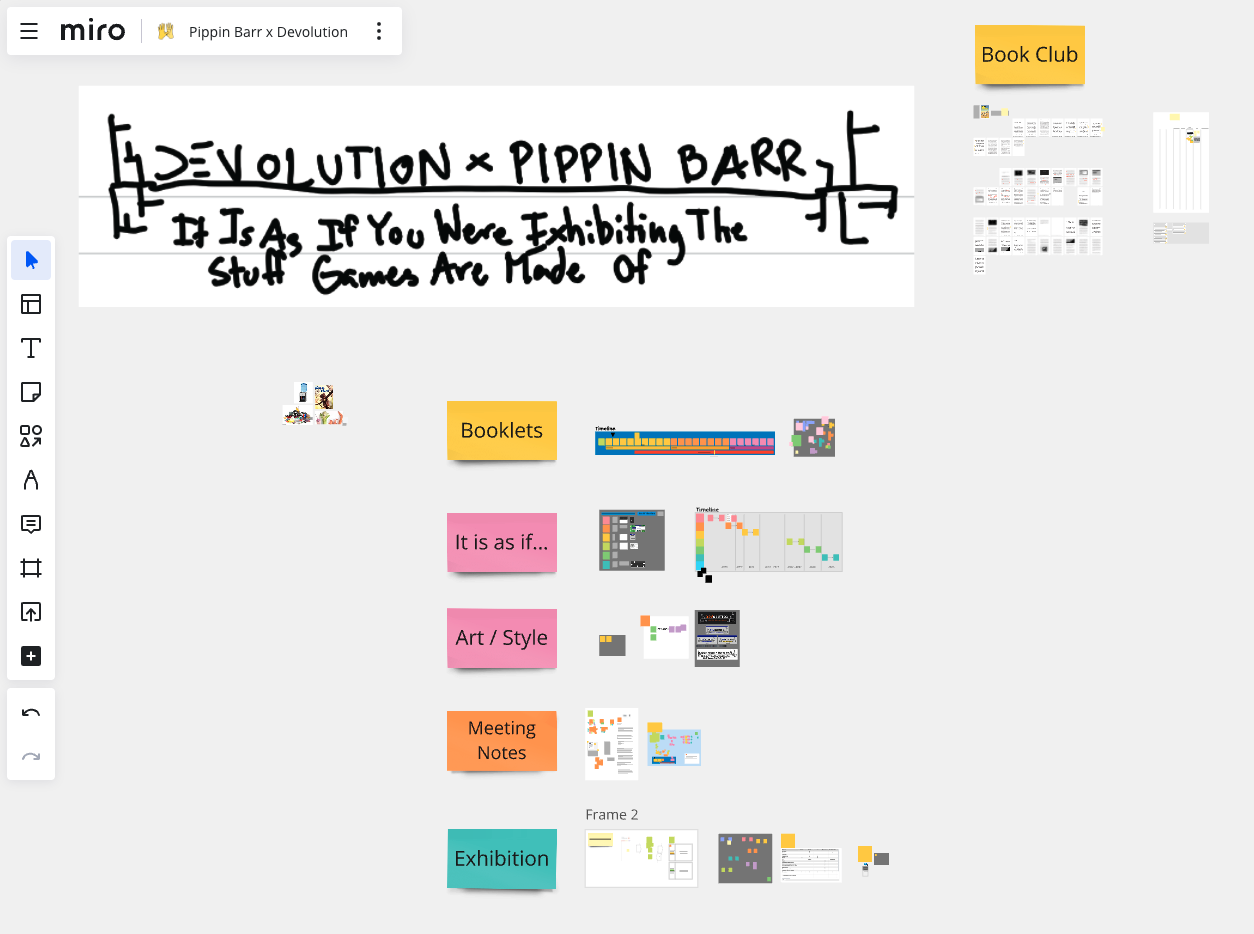 miro
Pippin Barr x Devolution
Book Club
DEVOLUTION x PIPPIN BARR
It Is As If You Were Exhibiting The
Stuff Games Are Made Of
Booklets
Timeline
It is as if...
Timeline
Art / Style
Meeting
Notes
Frame 2
Exhibition